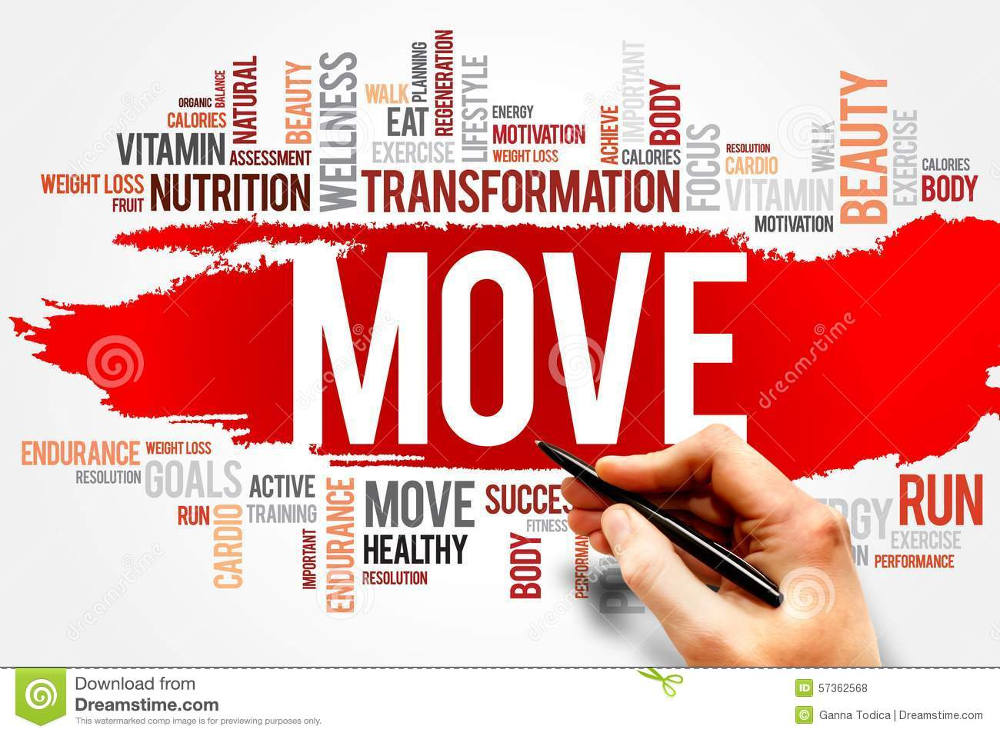 ORGANIC
BALANCE
NATURAL
BEAUTY
WELLNESS
CALORIES
VITAMIN
ASSESSMENT
WEIGHT LOSS
NUTRITION
FRUIT
WALK
PLANNING
REGENERATION
EAT
EXERCISE
LIFESTYLE
ENERGY
MOTIVATION
WEIGHT LOSS
TRANSFORMATION
ACHIEVE
IMPORTANT
BODY
CALORIES
FOCUS
RESOLUTION
CARDIO
WALK
VITAMIN
MOTIVATION
BEAUTY
EXERCISE
CALORIES
BODY
MOVE
ENDURANCE
WEIGHT LOSS
RESOLUTION
GOALS
ACTIVE
RUN
CARDIO
TRAINING
IMPORTANT
ENDURANCE
MOVE
HEALTHY
RESOLUTION
SUCCES
FITNESS
BODY
PERFORMAN
ERGY
RUN
EXERCISE
ON
PERFORMANCE
dreamstime
Download from
Dreamstime.com
This watermarked comp image is for previewing purposes only.
ID 57362568
© Ganna Todica | Dreamstime.com